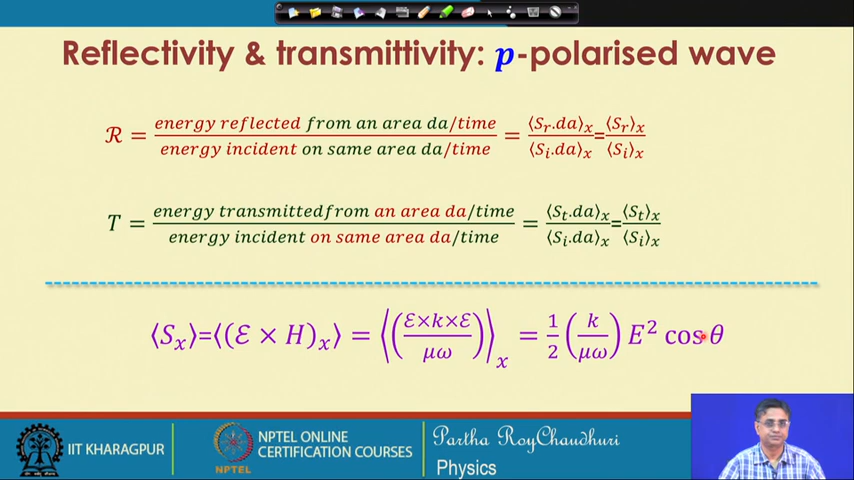 Reflectivity & transmittivity: p-polarised wave
ℛ = energy reflected from an area da/time / energy incident on same area da/time = ⟨S_r.da⟩_x / ⟨S_i.da⟩_x = ⟨S_r⟩_x / ⟨S_i⟩_x
T = energy transmittedfrom an area da/time / energy incident on same area da/time = ⟨S_t.da⟩_x / ⟨S_i.da⟩_x = ⟨S_t⟩_x / ⟨S_i⟩_x
⟨S_x⟩=⟨(ℰ × H)_x⟩ = ⟨(ℰ×k×ℰ / μω)⟩_x = 1/2 (k/μω) E² cos θ
IIT KHARAGPUR
NPTEL
NPTEL ONLINE
CERTIFICATION COURSES
Partha RoyChaudhuri
Physics